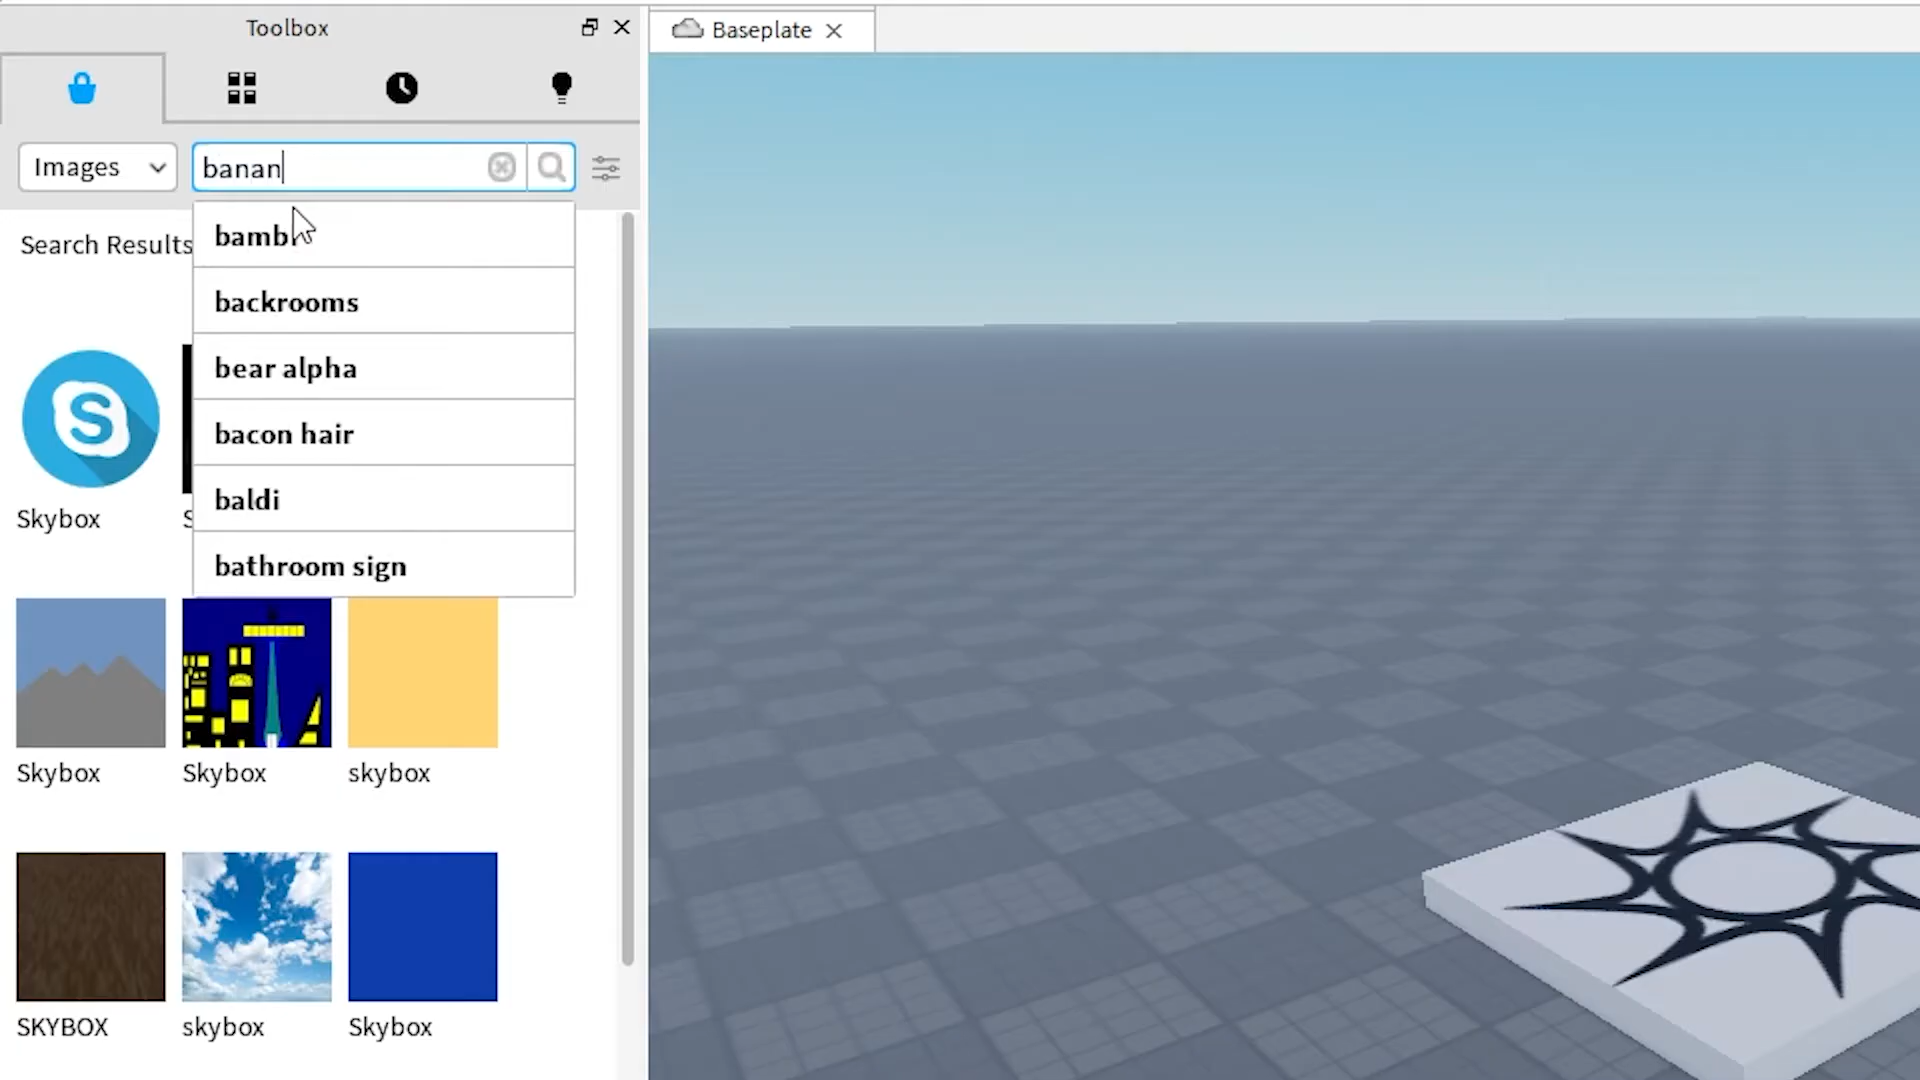 Toolbox
Baseplate
Images
banan
Search Results
backrooms
bear alpha
bacon hair
baldi
bathroom sign
Skybox
Skybox
Skybox
skybox
SKYBOX
skybox
Skybox